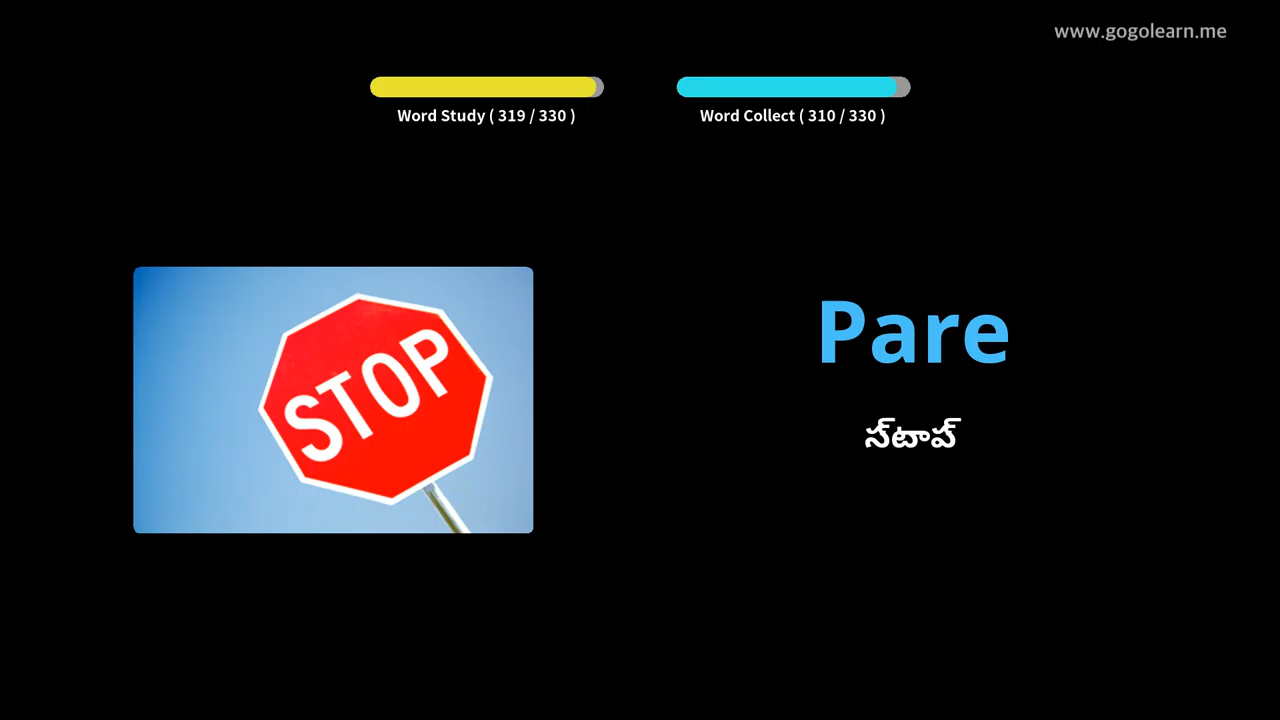 www.gogolearn.me
Word Study ( 319 / 330 )
Word Collect ( 310 / 330 )
STOP
Pare
స్‌టాప్